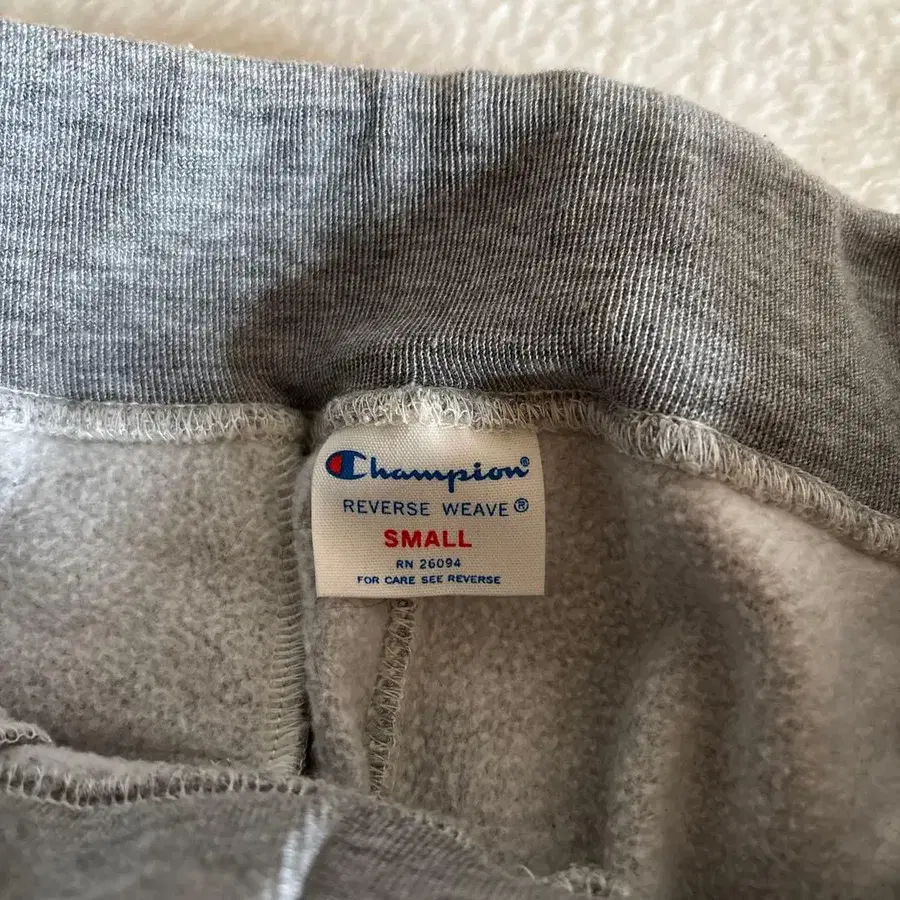 Champion®
REVERSE WEAVE®
SMALL
RN 26094
FOR CARE SEE REVERSE